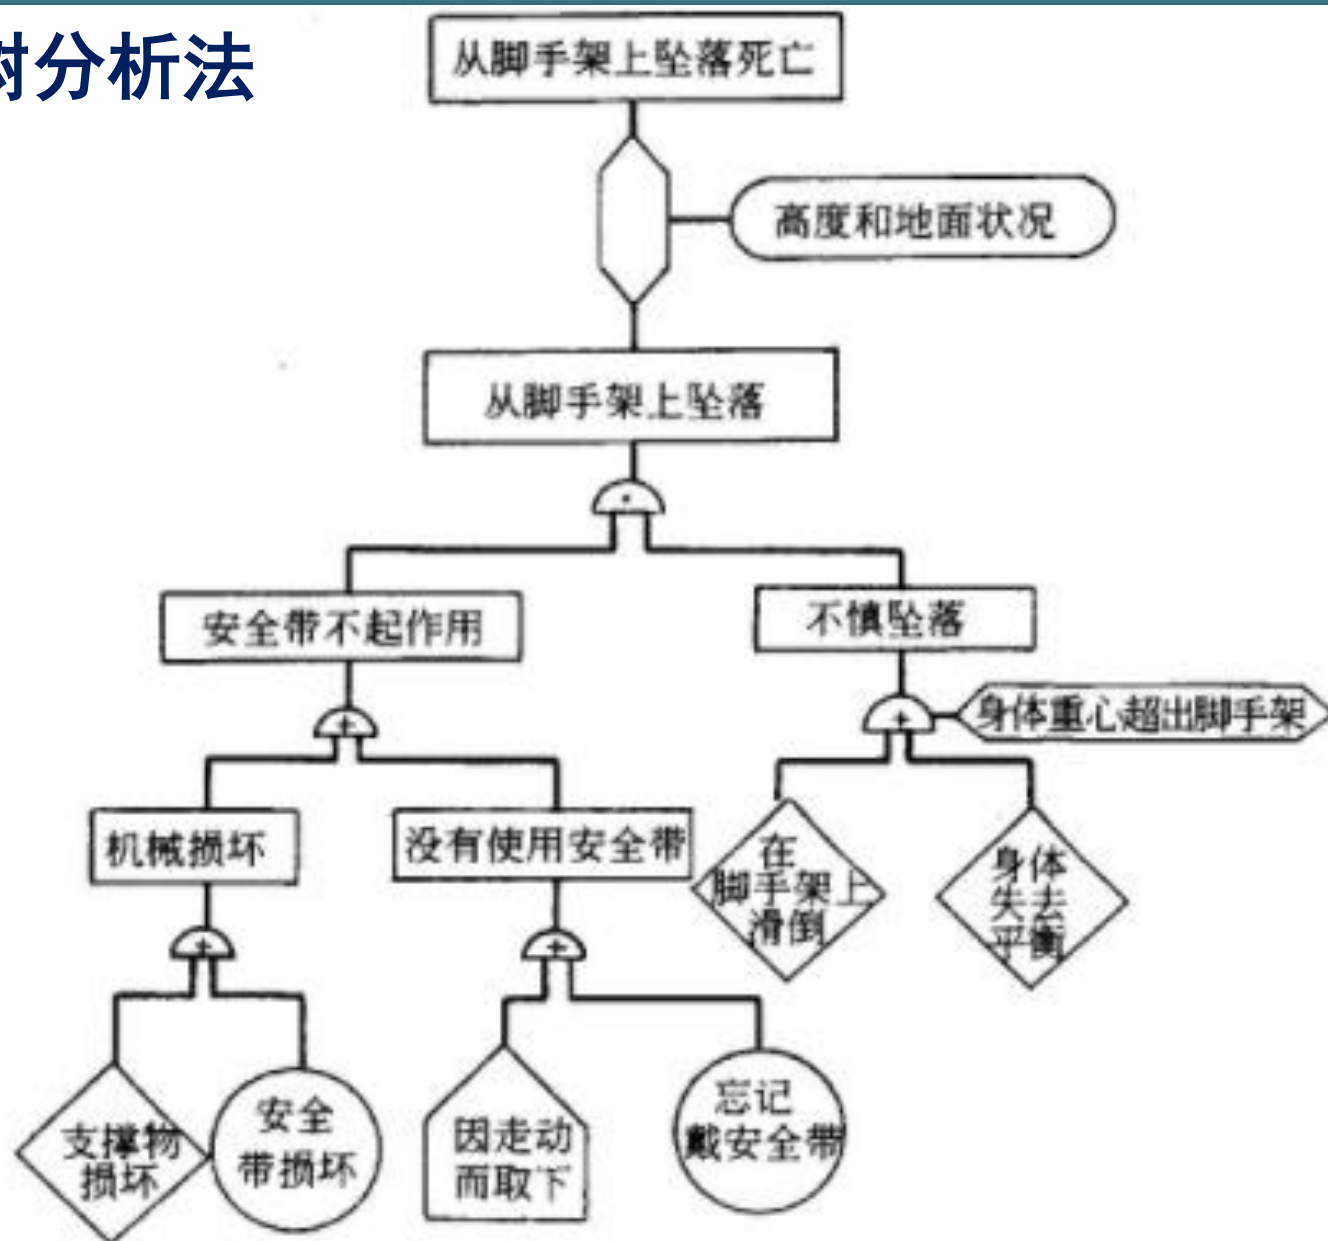 树分析法
从脚手架上坠落死亡
高度和地面状况
从脚手架上坠落
安全带不起作用
不慎坠落
身体重心超出脚手架
机械损坏
没有使用安全带
在
脚手架上
滑倒
身体
失去
平衡
支撑物
损坏
安全
带损坏
因走动
而取下
忘记
戴安全带